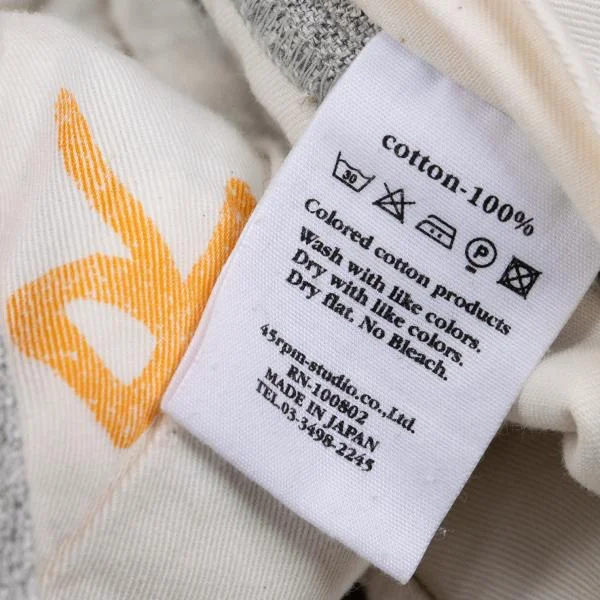 cotton-100%
30 P
Colored cotton products
Wash with like colors.
Dry with like colors.
Dry flat. No Bleach.
45rpm-studio.co.,Ltd.
RN-100802
MADE IN JAPAN
TEL.03-3498-2245
R